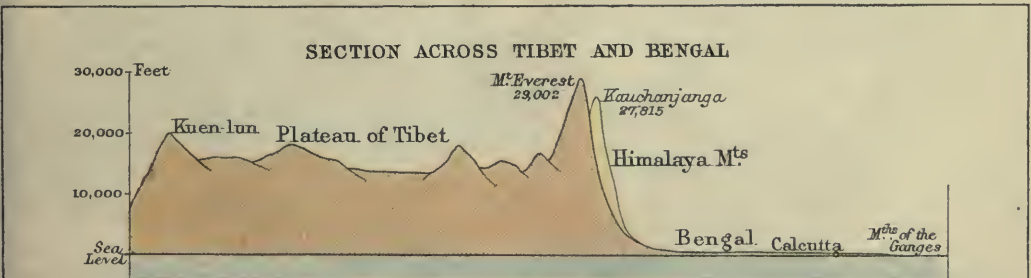 SECTION ACROSS TIBET AND BENGAL
30,000 Feet
Mt. Everest
29,002
Kauchanjanga
27,815
20,000
Kuen-lun
Plateau of Tibet
Himalaya Mts.
10,000
Bengal
Calcutta
Mths of the
Ganges
Sea
Level